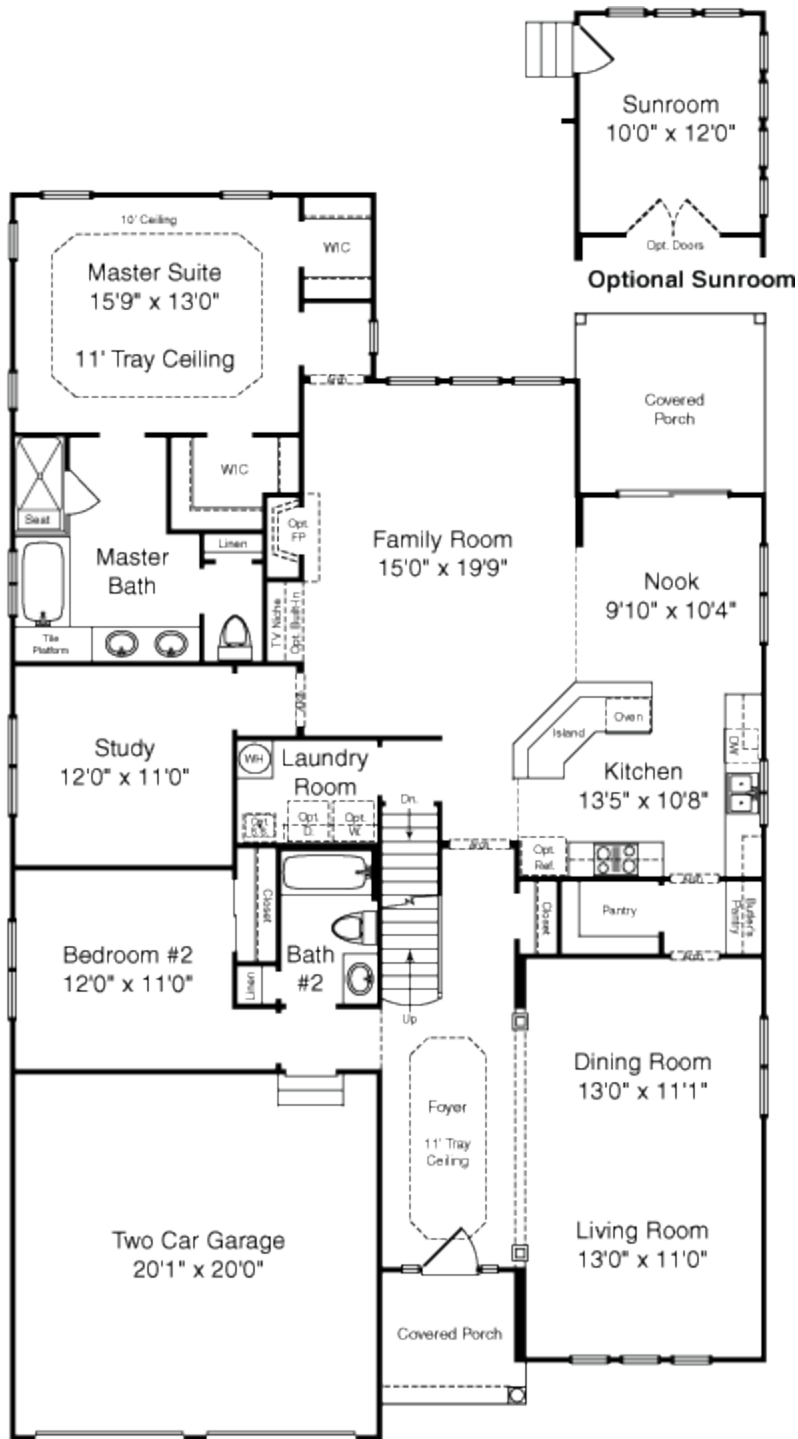 Sunroom
10'0" x 12'0"
Opt. Doors
Optional Sunroom
10' Ceiling
Master Suite
15'9" x 13'0"
11' Tray Ceiling
WIC
Arch
Covered
Porch
WIC
Seat
Opt.
FP
Linen
Master
Bath
Family Room
15'0" x 19'9"
Nook
9'10" x 10'4"
TV Niche
Opt. Built-In
Tile
Platform
Study
12'0" x 11'0"
WH
Laundry
Room
Opt.
D.
Opt.
W.
Dn.
Island
Oven
DW
Kitchen
13'5" x 10'8"
Arch
Opt.
Ref.
Arch
Closet
Closet
Pantry
Butler's
Pantry
Bedroom #2
12'0" x 11'0"
Bath
#2
Linen
Arch
Up
Dining Room
13'0" x 11'1"
Foyer
11' Tray
Ceiling
Two Car Garage
20'1" x 20'0"
Living Room
13'0" x 11'0"
Covered Porch